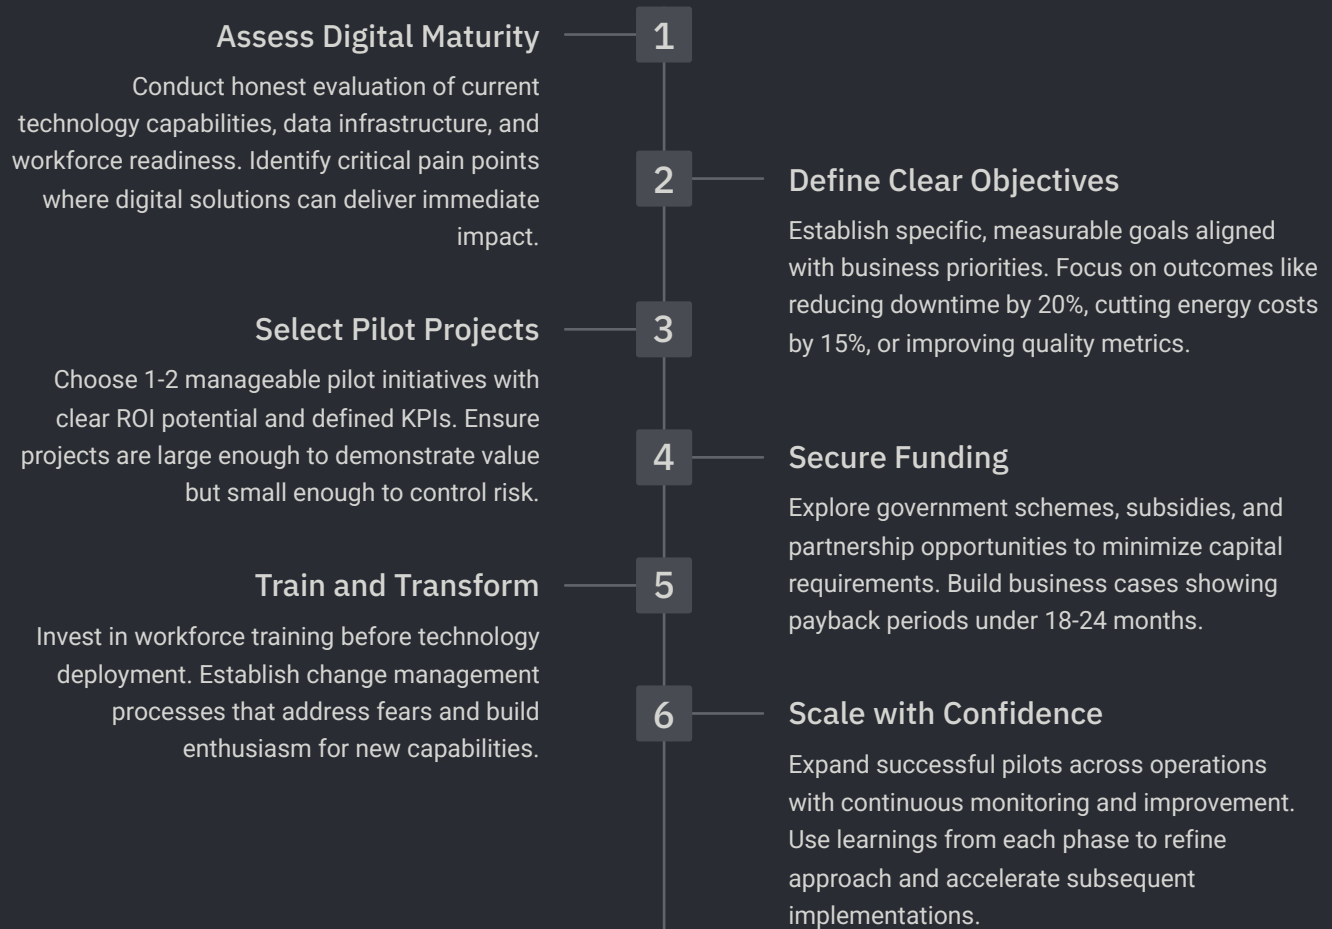 1
Assess Digital Maturity
Conduct honest evaluation of current
technology capabilities, data infrastructure, and
workforce readiness. Identify critical pain points
where digital solutions can deliver immediate
impact.
2
Define Clear Objectives
Establish specific, measurable goals aligned
with business priorities. Focus on outcomes like
reducing downtime by 20%, cutting energy costs
by 15%, or improving quality metrics.
3
Select Pilot Projects
Choose 1-2 manageable pilot initiatives with
clear ROI potential and defined KPIs. Ensure
projects are large enough to demonstrate value
but small enough to control risk.
4
Secure Funding
Explore government schemes, subsidies, and
partnership opportunities to minimize capital
requirements. Build business cases showing
payback periods under 18-24 months.
5
Train and Transform
Invest in workforce training before technology
deployment. Establish change management
processes that address fears and build
enthusiasm for new capabilities.
6
Scale with Confidence
Expand successful pilots across operations
with continuous monitoring and improvement.
Use learnings from each phase to refine
approach and accelerate subsequent
implementations.